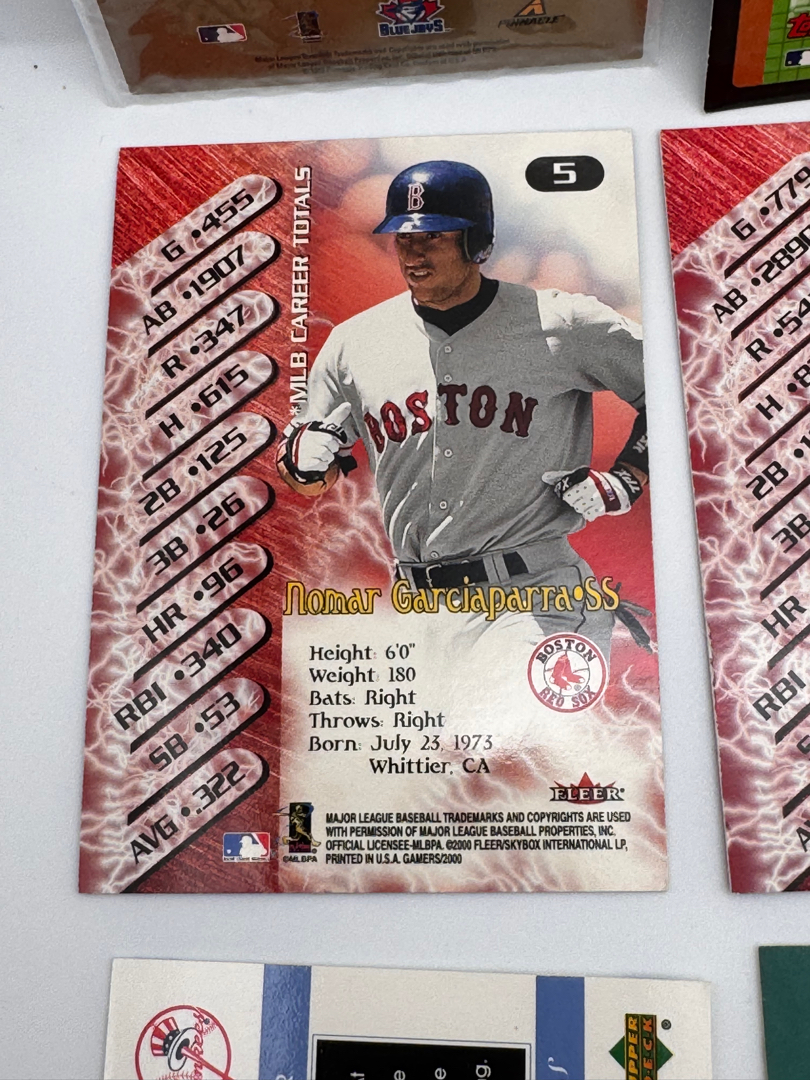 BLUE JAYS
PINNACLE
5
G •.455
AB •1907
R •347
H •615
2B •125
3B •26
HR •96
RBI •340
SB •53
AVG •.322
*MLB CAREER TOTALS
B
BOSTON
Nomar Garciaparra•SS
Height: 6'0"
Weight: 180
Bats: Right
Throws: Right
Born: July 23, 1973
Whittier, CA
BOSTON
RED SOX
FLEER®
MAJOR LEAGUE BASEBALL TRADEMARKS AND COPYRIGHTS ARE USED
WITH PERMISSION OF MAJOR LEAGUE BASEBALL PROPERTIES, INC.
OFFICIAL LICENSEE-MLBPA. ©2000 FLEER/SKYBOX INTERNATIONAL LP,
PRINTED IN U.S.A. GAMERS/2000
©MLBPA
G •.779
AB •289
R •54
H •
2B •
3B
HR
RBI
Yankees
UPPER
DECK